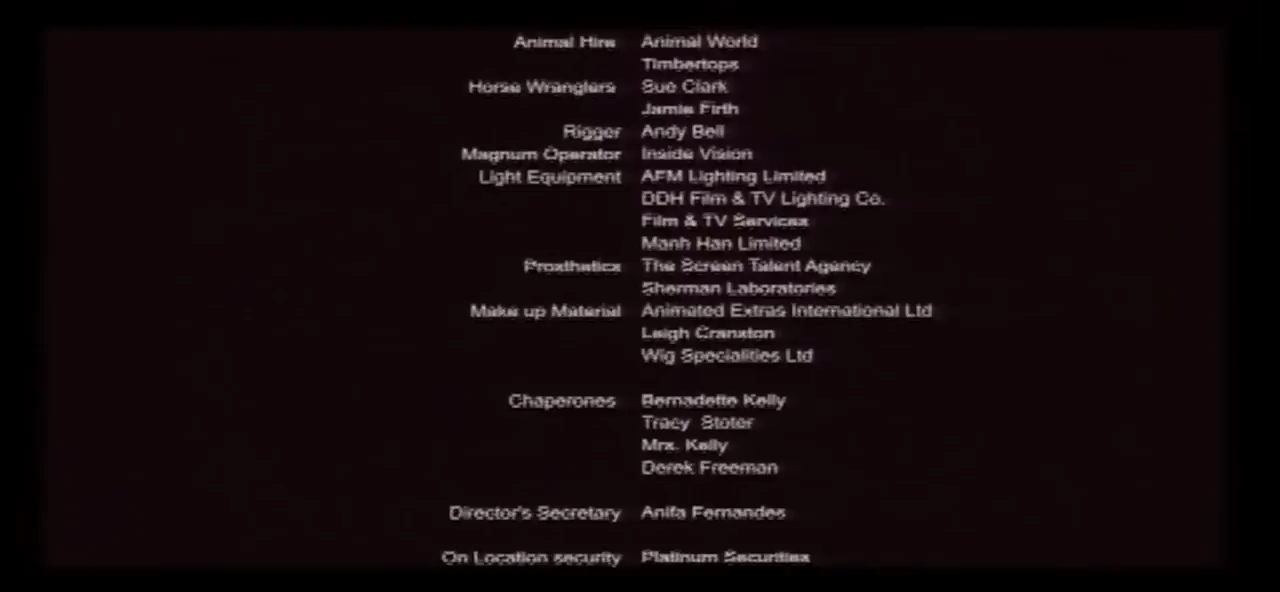 Animal Hire Animal World
Timbertops
Horse Wranglers Sue Clark
Jamie Firth
Rigger Andy Bell
Magnum Operator Inside Vision
Light Equipment AFM Lighting Limited
DDH Film & TV Lighting Co.
Film & TV Services
Manh Han Limited
Prosthetics The Screen Talent Agency
Sherman Laboratories
Make up Material Animated Extras International Ltd
Leigh Cranston
Wig Specialities Ltd
Chaperones Bernadette Kelly
Tracy Stoter
Mrs. Kelly
Derek Freeman
Director's Secretary Anifa Fernandes
On Location security Platinum Securities